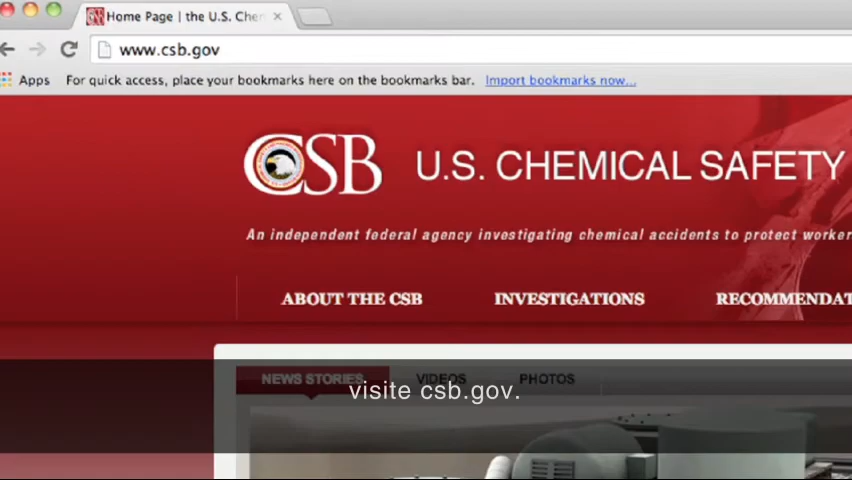 Home Page | the U.S. Cher
www.csb.gov
Apps For quick access, place your bookmarks here on the bookmarks bar. Import bookmarks now...
CSB U.S. CHEMICAL SAFETY
An independent federal agency investigating chemical accidents to protect worker
ABOUT THE CSB INVESTIGATIONS RECOMMENDAT
NEWS STORIES VIDEOS PHOTOS
visite csb.gov.